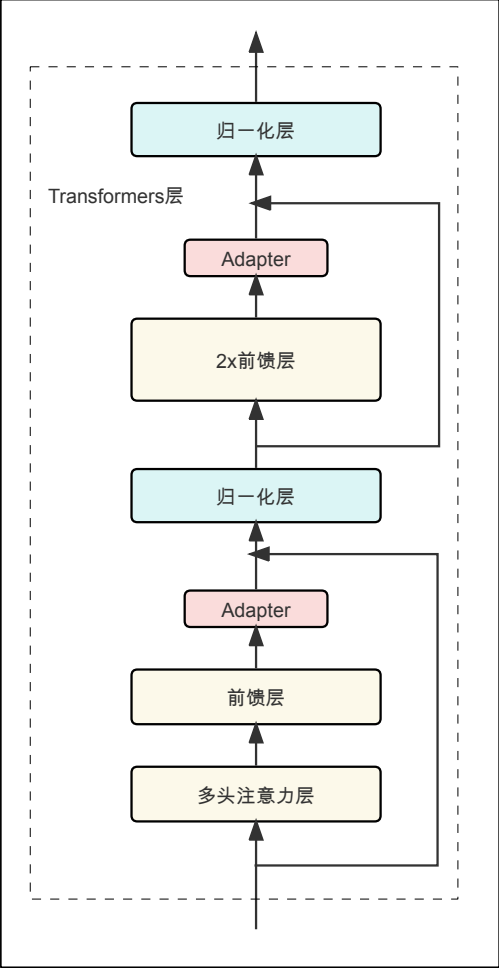 归一化层
Transformers层
Adapter
2x前馈层
归一化层
Adapter
前馈层
多头注意力层